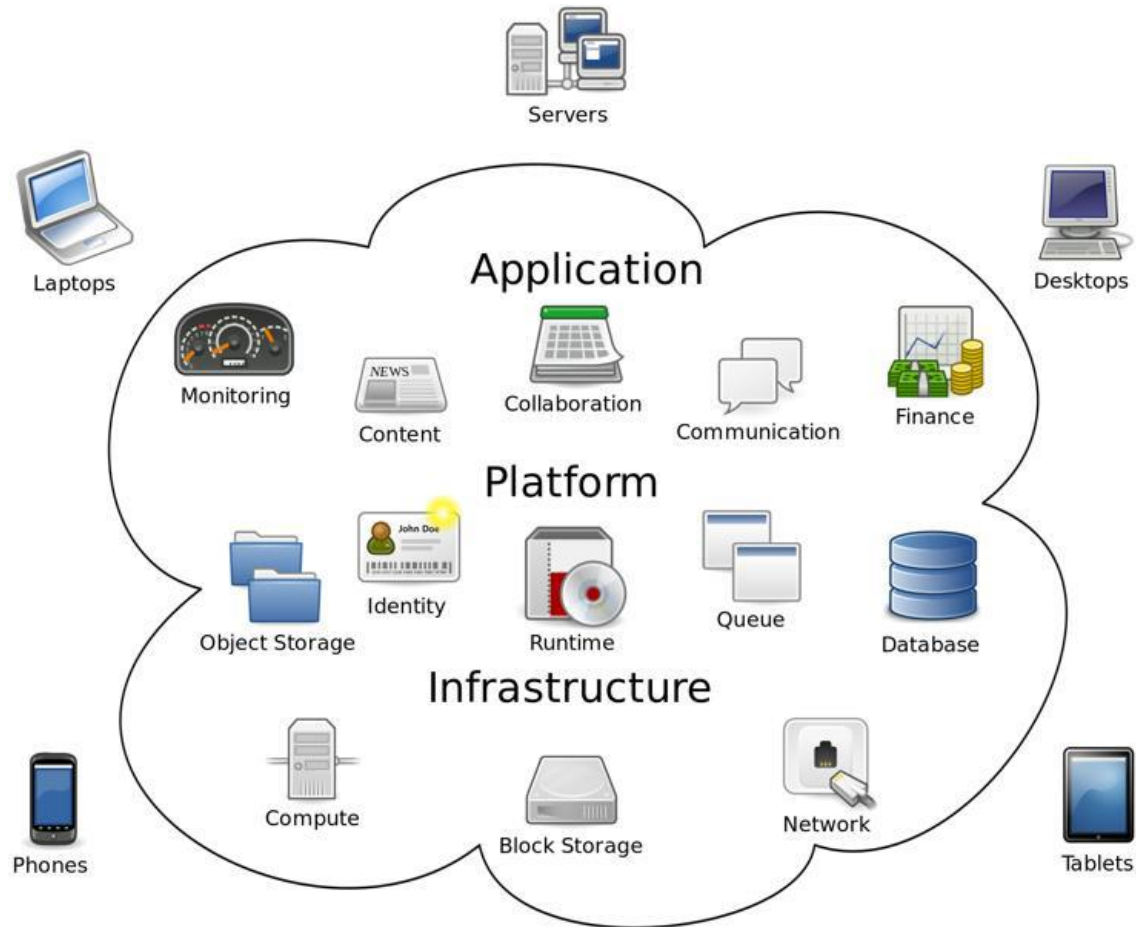 Servers
Laptops
Desktops
Application
Monitoring
NEWS
Content
Collaboration
Communication
Finance
Platform
Object Storage
John Doe
Identity
Runtime
Queue
Database
Infrastructure
Compute
Block Storage
Network
Phones
Tablets